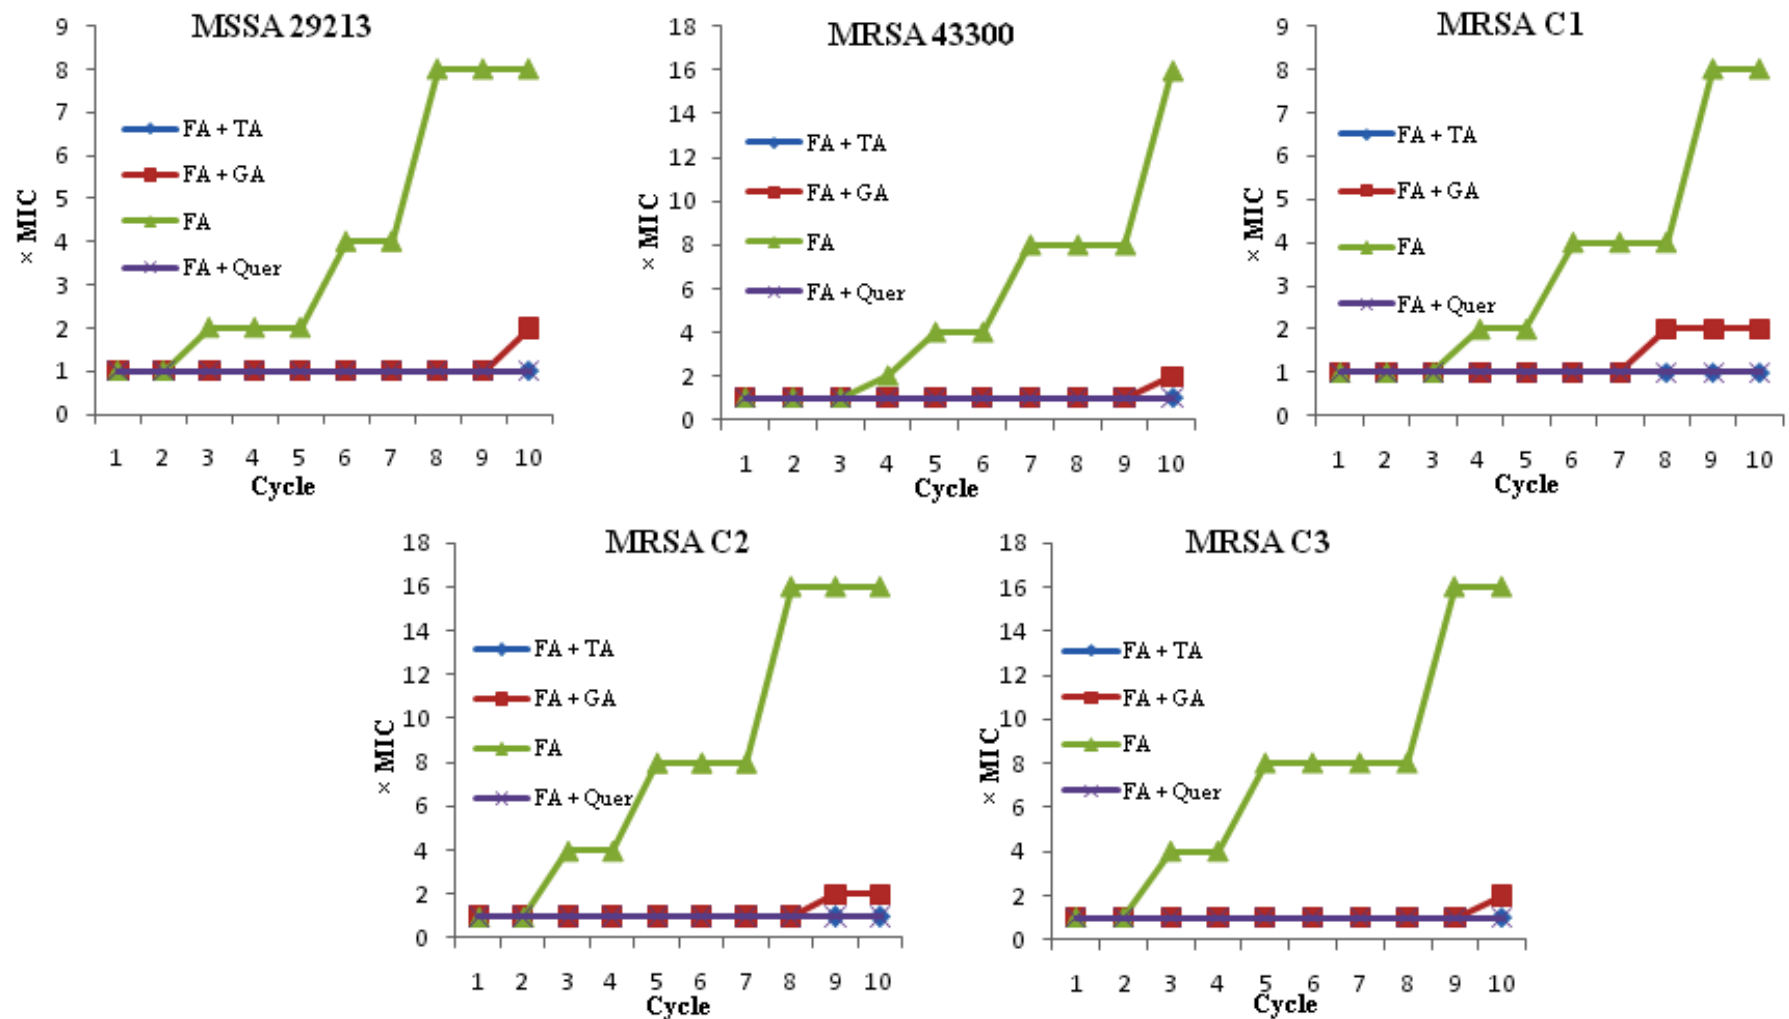 MSSA 29213
9
8
7
6
5
4
3
2
1
0
× MIC
FA + TA
FA + GA
FA
FA + Quer
1 2 3 4 5 6 7 8 9 10
Cycle
MRSA 43300
18
16
14
12
10
8
6
4
2
0
× MIC
FA + TA
FA + GA
FA
FA + Quer
1 2 3 4 5 6 7 8 9 10
Cycle
MRSA C1
9
8
7
6
5
4
3
2
1
0
× MIC
FA + TA
FA + GA
FA
FA + Quer
1 2 3 4 5 6 7 8 9 10
Cycle
MRSA C2
18
16
14
12
10
8
6
4
2
0
× MIC
FA + TA
FA + GA
FA
FA + Quer
1 2 3 4 5 6 7 8 9 10
Cycle
MRSA C3
18
16
14
12
10
8
6
4
2
0
× MIC
FA + TA
FA + GA
FA
FA + Quer
1 2 3 4 5 6 7 8 9 10
Cycle